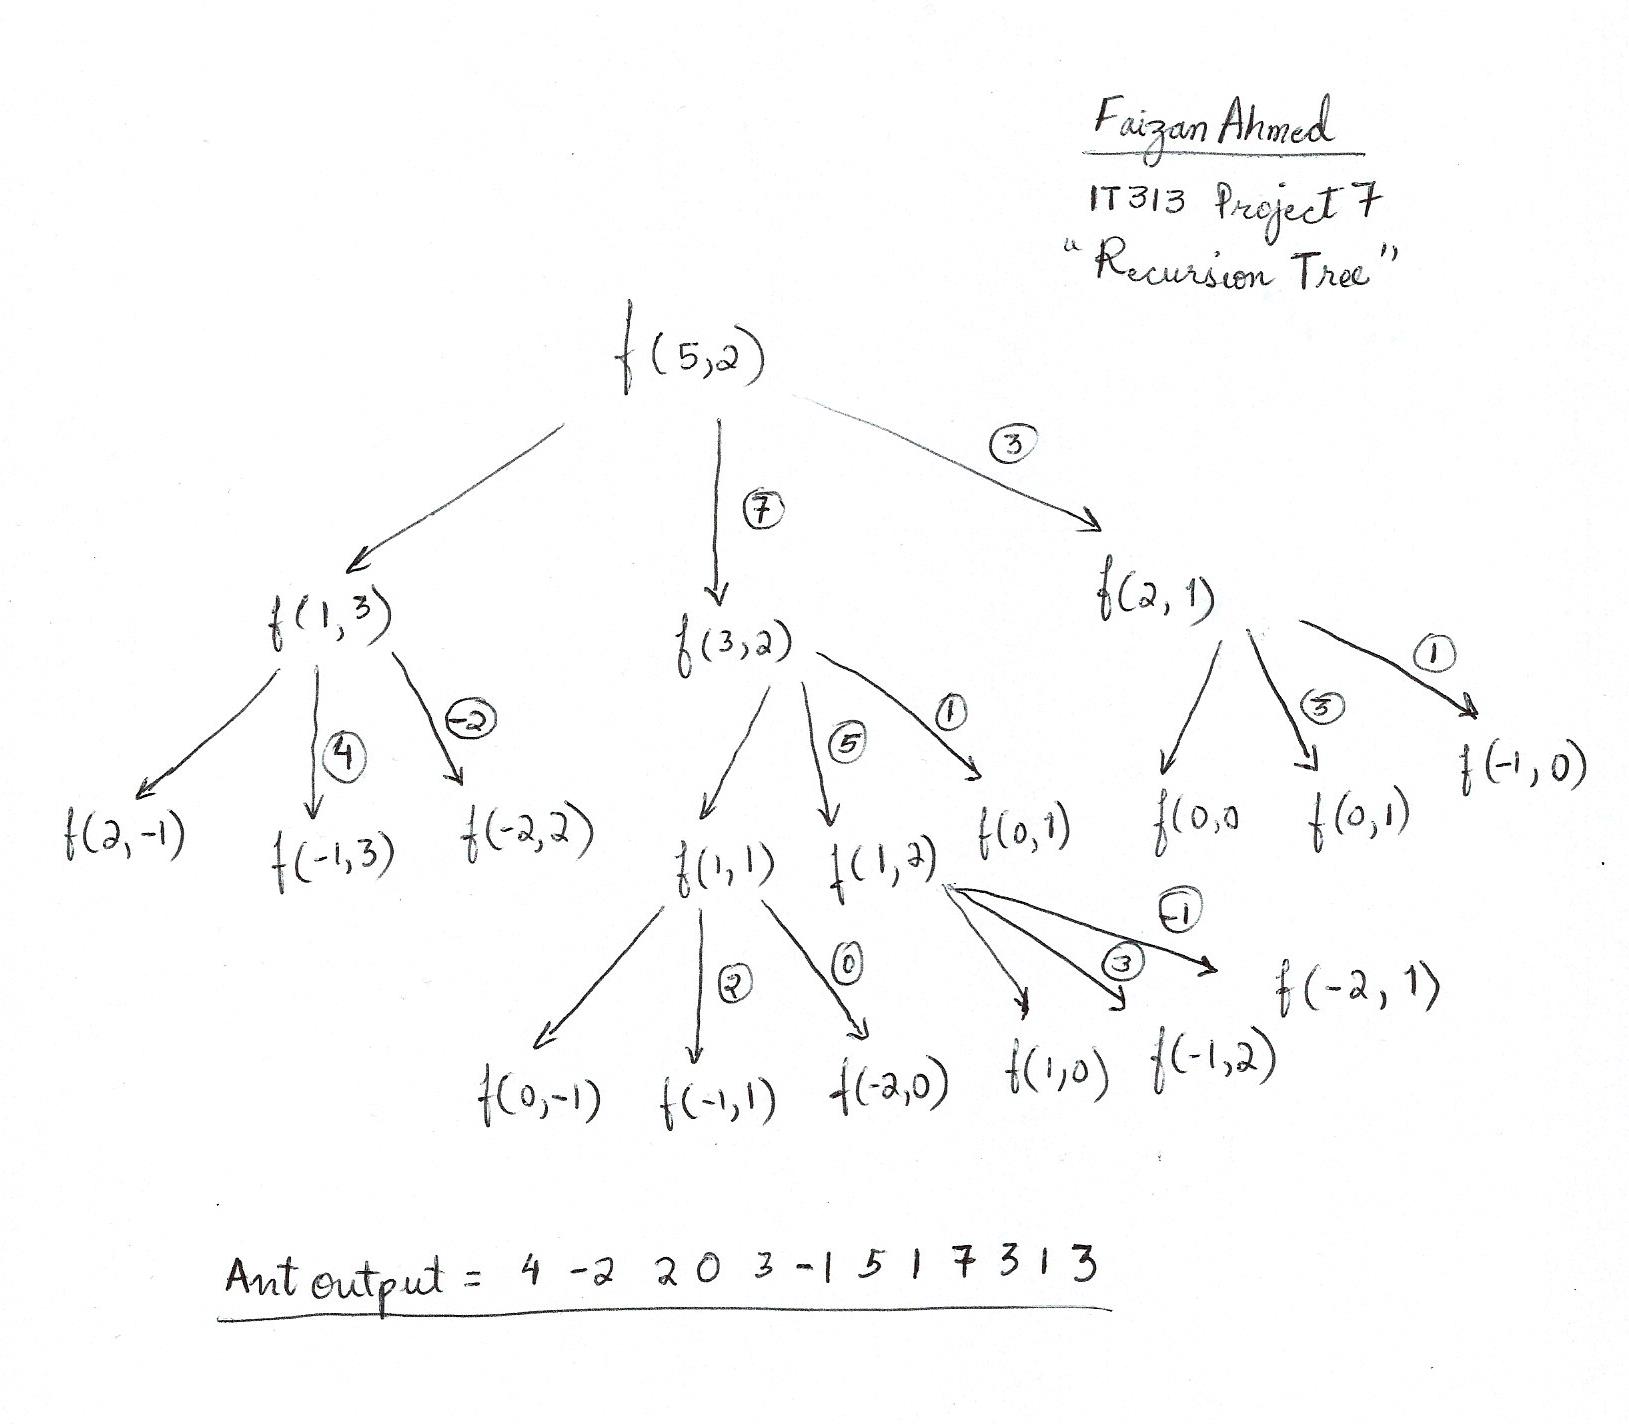 Faizan Ahmed
IT 313 Project 7
"Recursion Tree"
f(5,2)
3
7
f(1,3)
f(3,2)
f(2,1)
4
-2
5
1
3
1
f(2,-1)
f(-1,3)
f(-2,2)
f(1,1)
f(1,2)
f(0,1)
f(0,0
f(0,1)
f(-1,0)
2
0
3
-1
f(0,-1)
f(-1,1)
f(-2,0)
f(1,0)
f(-1,2)
f(-2,1)
Ant output = 4 -2 2 0 3 -1 5 1 7 3 1 3